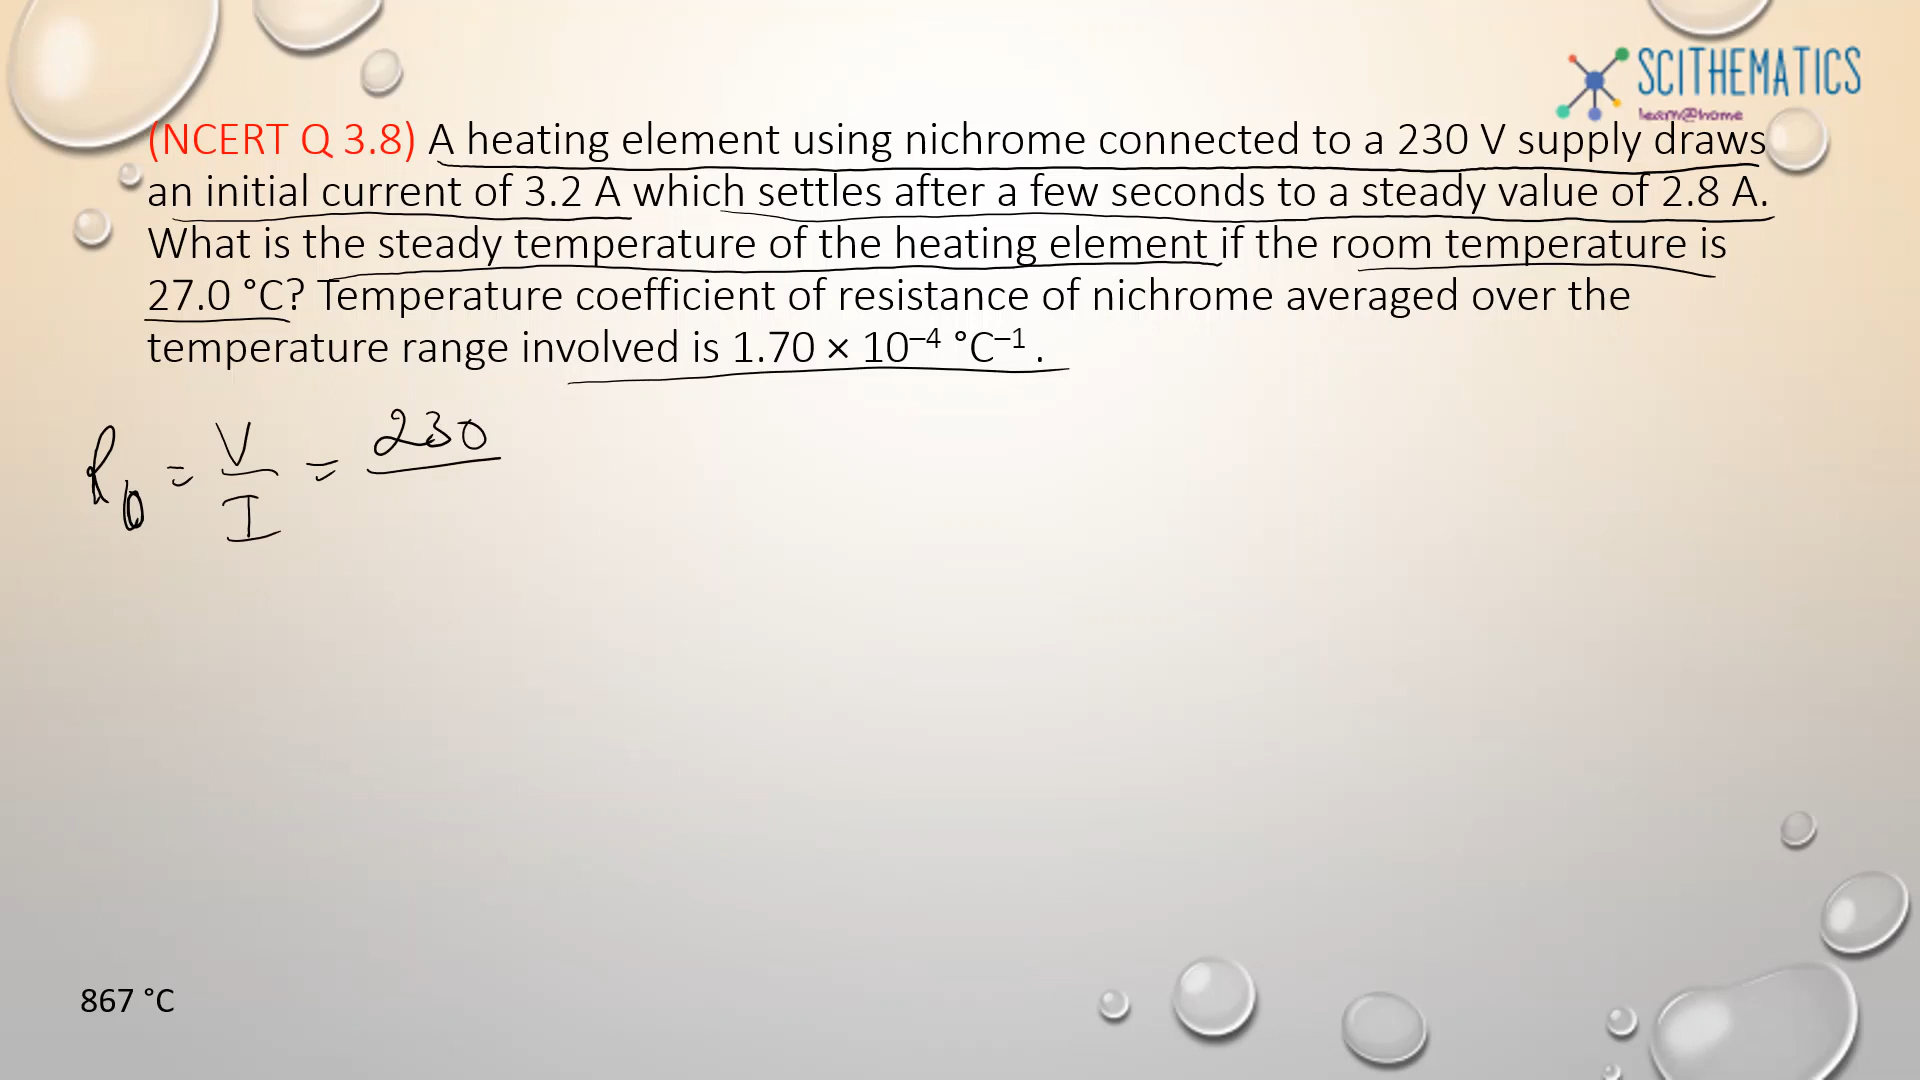 SCITHEMATICS
learn@home
(NCERT Q 3.8) A heating element using nichrome connected to a 230 V supply draws
an initial current of 3.2 A which settles after a few seconds to a steady value of 2.8 A.
What is the steady temperature of the heating element if the room temperature is
27.0 °C? Temperature coefficient of resistance of nichrome averaged over the
temperature range involved is 1.70 × 10⁻⁴ °C⁻¹ .
R₀ = V/I = 230
867 °C